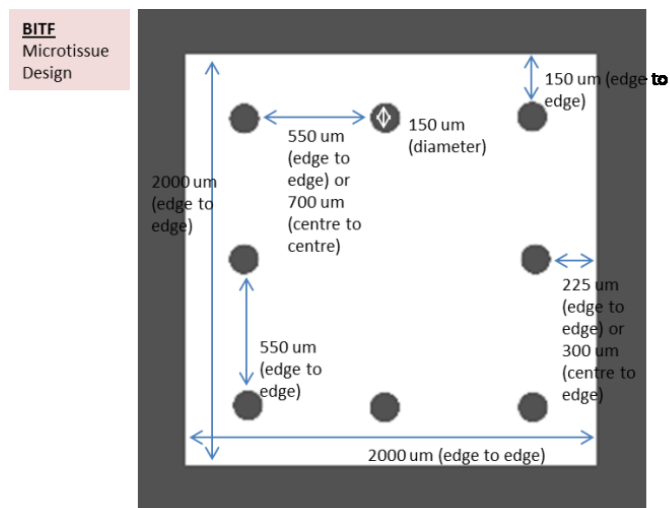 BITF
Microtissue
Design
150 um (edge to
edge)
550 um
(edge to
edge) or
700 um
(centre to
centre)
150 um
(diameter)
2000 um
(edge to
edge)
225 um
(edge to
edge) or
300 um
(centre to
edge)
550 um
(edge to
edge)
2000 um (edge to edge)